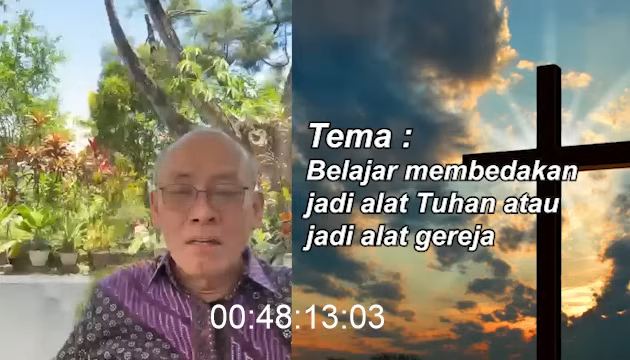 Tema :
Belajar membedakan
jadi alat Tuhan atau
jadi alat gereja
00:48:13:03